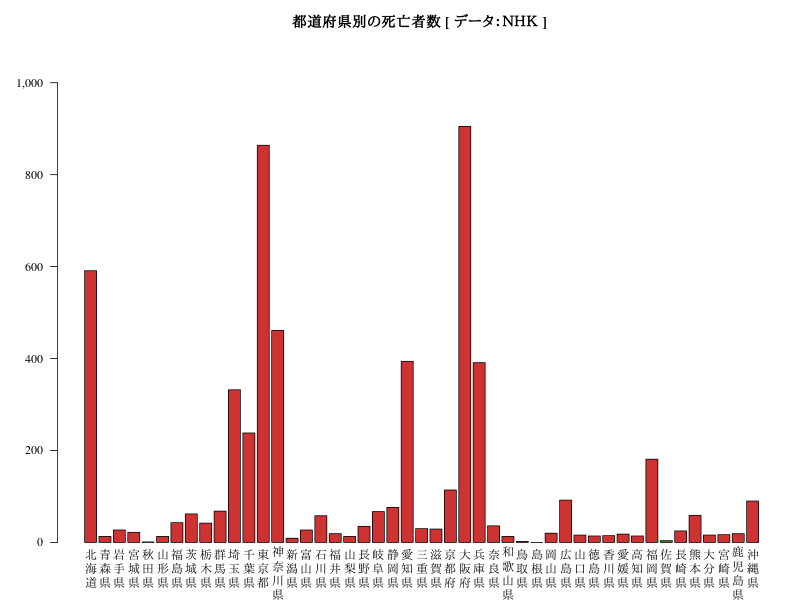 都道府県別の死亡者数 [ データ：NHK ]
1,000
800
600
400
200
0
北海道
青森県
岩手県
宮城県
秋田県
山形県
福島県
茨城県
栃木県
群馬県
埼玉県
千葉県
東京都
神奈川県
新潟県
富山県
石川県
福井県
山梨県
長野県
岐阜県
静岡県
愛知県
三重県
滋賀県
京都府
大阪府
兵庫県
奈良県
和歌山県
鳥取県
島根県
岡山県
広島県
山口県
徳島県
香川県
愛媛県
高知県
福岡県
佐賀県
長崎県
熊本県
大分県
宮崎県
鹿児島県
沖縄県